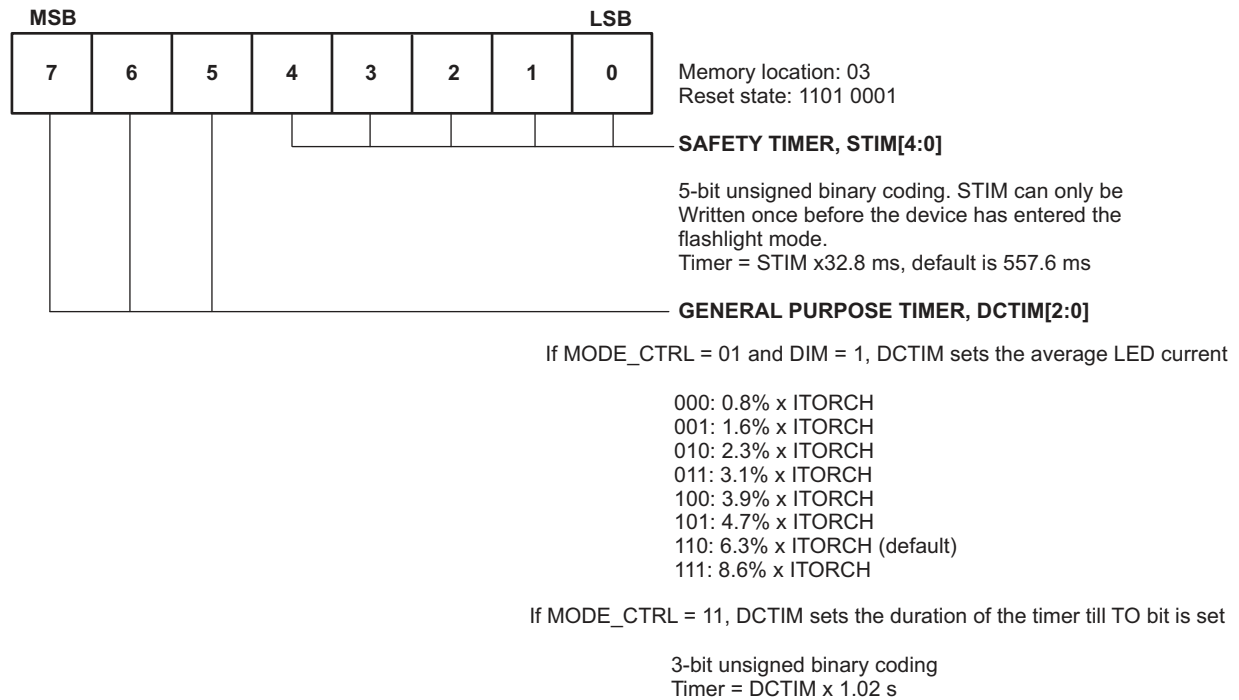 MSB LSB
7 6 5 4 3 2 1 0
Memory location: 03
Reset state: 1101 0001
SAFETY TIMER, STIM[4:0]
5-bit unsigned binary coding. STIM can only be
Written once before the device has entered the
flashlight mode.
Timer = STIM x32.8 ms, default is 557.6 ms
GENERAL PURPOSE TIMER, DCTIM[2:0]
If MODE_CTRL = 01 and DIM = 1, DCTIM sets the average LED current
000: 0.8% x ITORCH
001: 1.6% x ITORCH
010: 2.3% x ITORCH
011: 3.1% x ITORCH
100: 3.9% x ITORCH
101: 4.7% x ITORCH
110: 6.3% x ITORCH (default)
111: 8.6% x ITORCH
If MODE_CTRL = 11, DCTIM sets the duration of the timer till TO bit is set
3-bit unsigned binary coding
Timer = DCTIM x 1.02 s